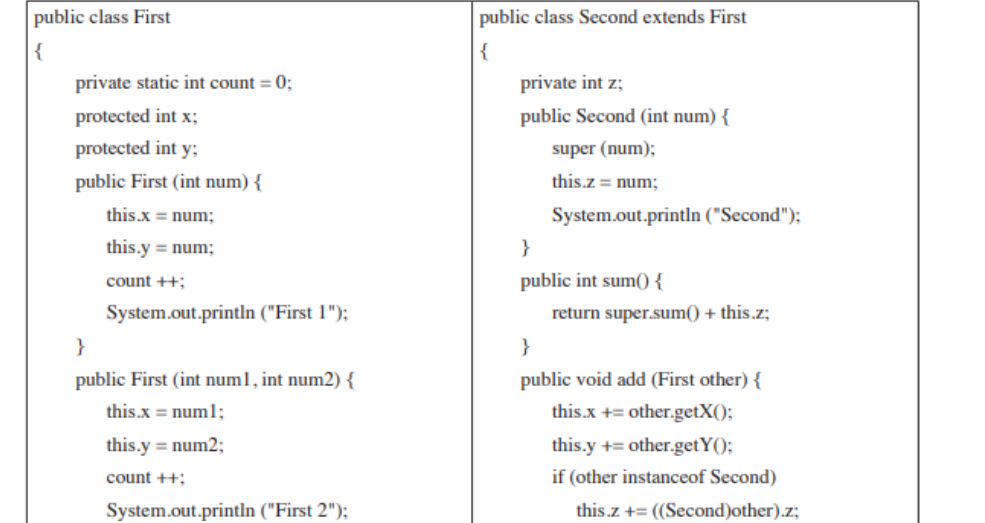 public class First
{
private static int count = 0;
protected int x;
protected int y;
public First (int num) {
this.x = num;
this.y = num;
count ++;
System.out.println ("First 1");
}
public First (int num1, int num2) {
this.x = num1;
this.y = num2;
count ++;
System.out.println ("First 2");
public class Second extends First
{
private int z;
public Second (int num) {
super (num);
this.z = num;
System.out.println ("Second");
}
public int sum() {
return super.sum() + this.z;
}
public void add (First other) {
this.x += other.getX();
this.y += other.getY();
if (other instanceof Second)
this.z += ((Second)other).z;